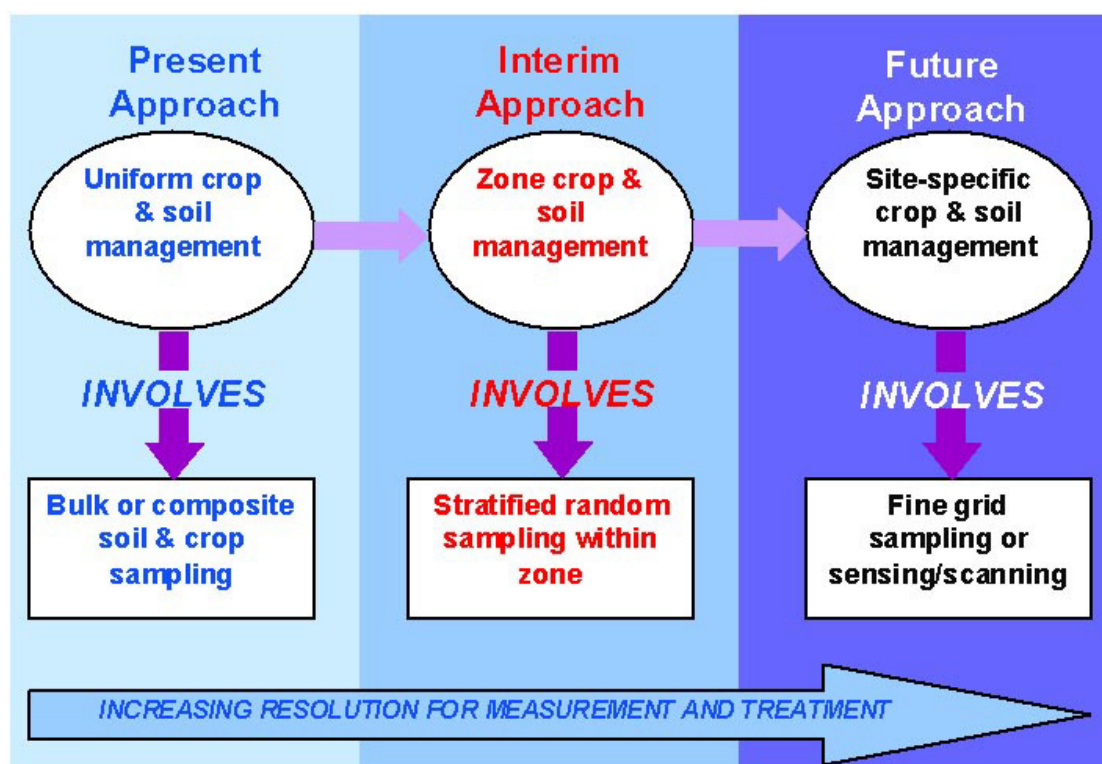 Present
Approach
Interim
Approach
Future
Approach
Uniform crop
& soil
management
Zone crop &
soil
management
Site-specific
crop & soil
management
INVOLVES
INVOLVES
INVOLVES
Bulk or composite
soil & crop
sampling
Stratified random
sampling within
zone
Fine grid
sampling or
sensing/scanning
INCREASING RESOLUTION FOR MEASUREMENT AND TREATMENT